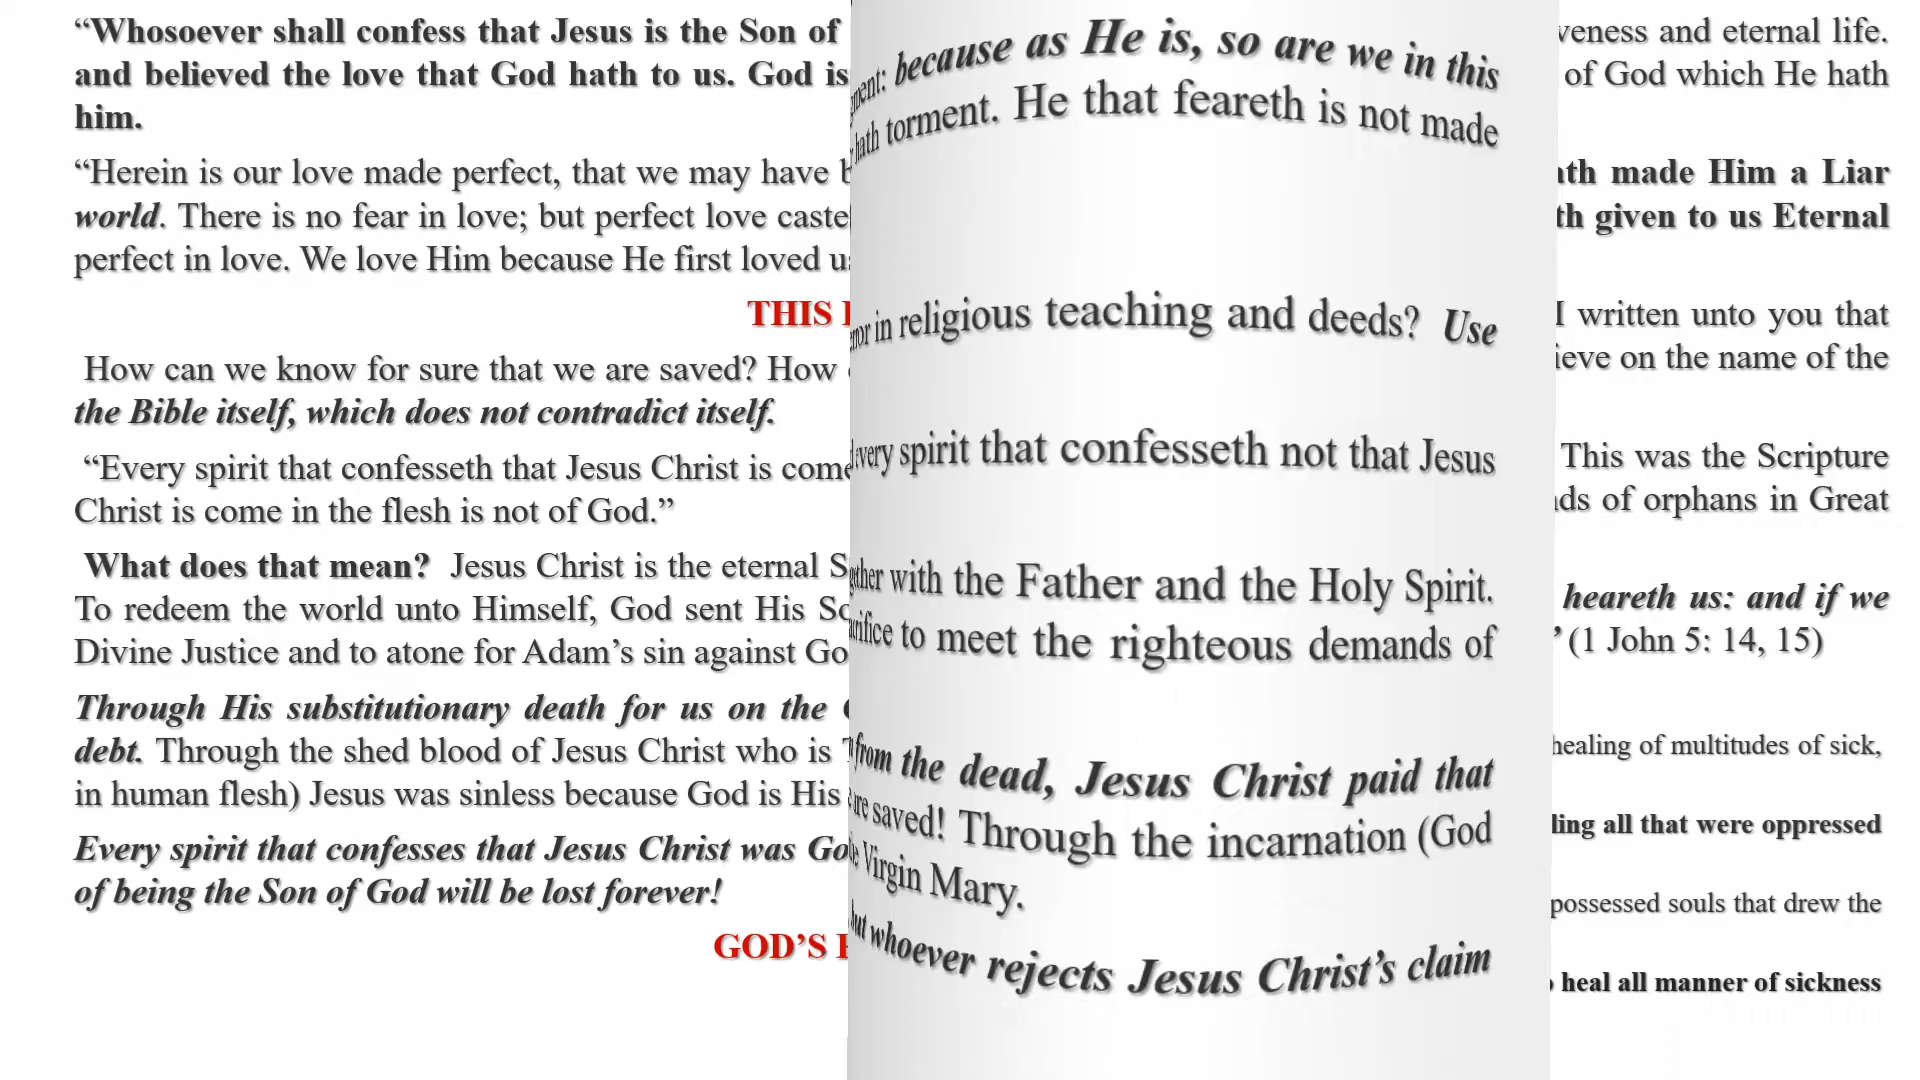 “Whosoever shall confess that Jesus is the Son of
and believed the love that God hath to us. God is
him.
“Herein is our love made perfect, that we may have
world. There is no fear in love; but perfect love
perfect in love. We love Him because He first loved
THIS
How can we know for sure that we are saved? How
the Bible itself, which does not contradict itself.
“Every spirit that confesseth that Jesus Christ is come
Christ is come in the flesh is not of God.”
What does that mean? Jesus Christ is the eternal
To redeem the world unto Himself, God sent His
Divine Justice and to atone for Adam’s sin against
Through His substitutionary death for us on the
debt. Through the shed blood of Jesus Christ who is
in human flesh) Jesus was sinless because God is His
Every spirit that confesses that Jesus Christ was
of being the Son of God will be lost forever!
GOD’S
because as He is, so are we in this
hath torment. He that feareth is not made
in religious teaching and deeds? Use
every spirit that confesseth not that Jesus
with the Father and the Holy Spirit.
to meet the righteous demands of
from the dead, Jesus Christ paid that
are saved! Through the incarnation (God
Virgin Mary.
but whoever rejects Jesus Christ’s claim
and eternal life.
of God which He hath
made Him a Liar
given to us Eternal
I written unto you that
on the name of the
This was the Scripture
of orphans in Great
heareth us: and if we
(1 John 5: 14, 15)
healing of multitudes of sick,
all that were oppressed
possessed souls that drew the
heal all manner of sickness